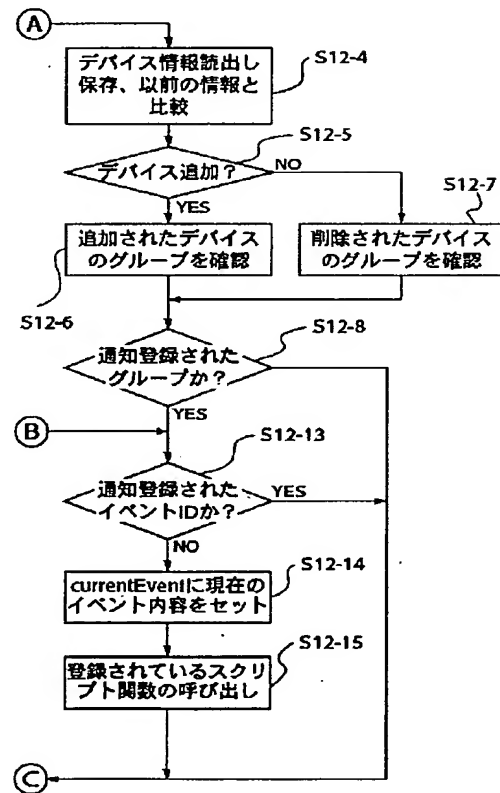 A
デバイス情報読出し
保存、以前の情報と
比較
S12-4
S12-5
デバイス追加？
NO
YES
S12-7
追加されたデバイス
のグループを確認
削除されたデバイス
のグループを確認
S12-6
S12-8
通知登録された
グループか？
YES
B
S12-13
通知登録された
イベントIDか？
YES
NO
S12-14
currentEventに現在の
イベント内容をセット
S12-15
登録されているスクリ
プト関数の呼び出し
C